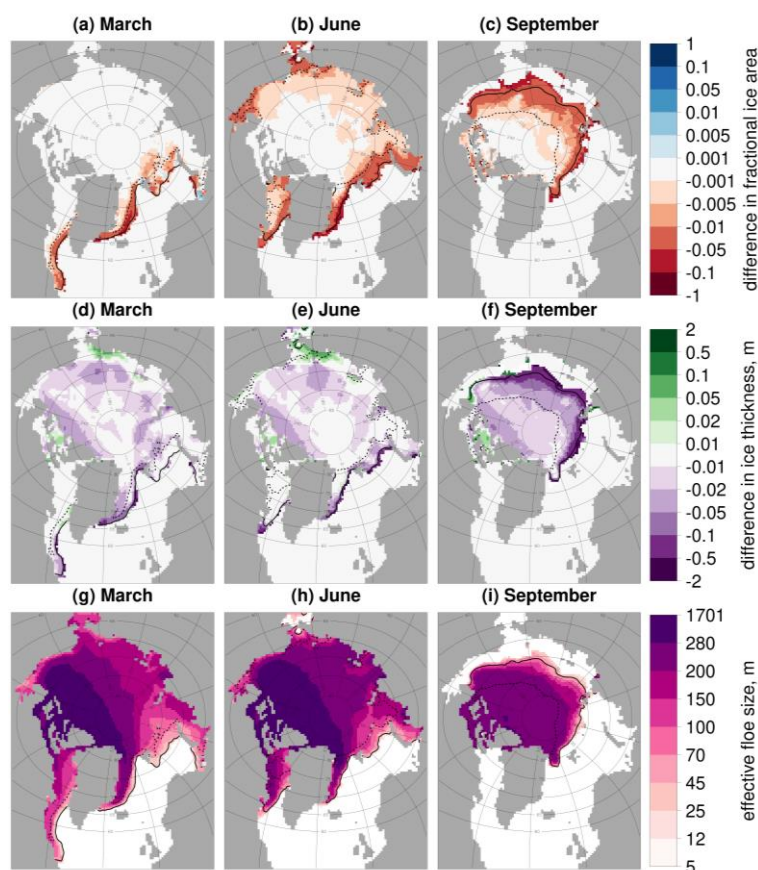 (a) March
(b) June
(c) September
1
0.1
0.05
0.01
0.005
0.001
-0.001
-0.005
-0.01
-0.05
-0.1
-1
difference in fractional ice area
(d) March
(e) June
(f) September
2
0.5
0.1
0.05
0.02
0.01
-0.01
-0.02
-0.05
-0.1
-0.5
-2
difference in ice thickness, m
(g) March
(h) June
(i) September
1701
280
200
150
100
70
45
25
12
5
effective floe size, m